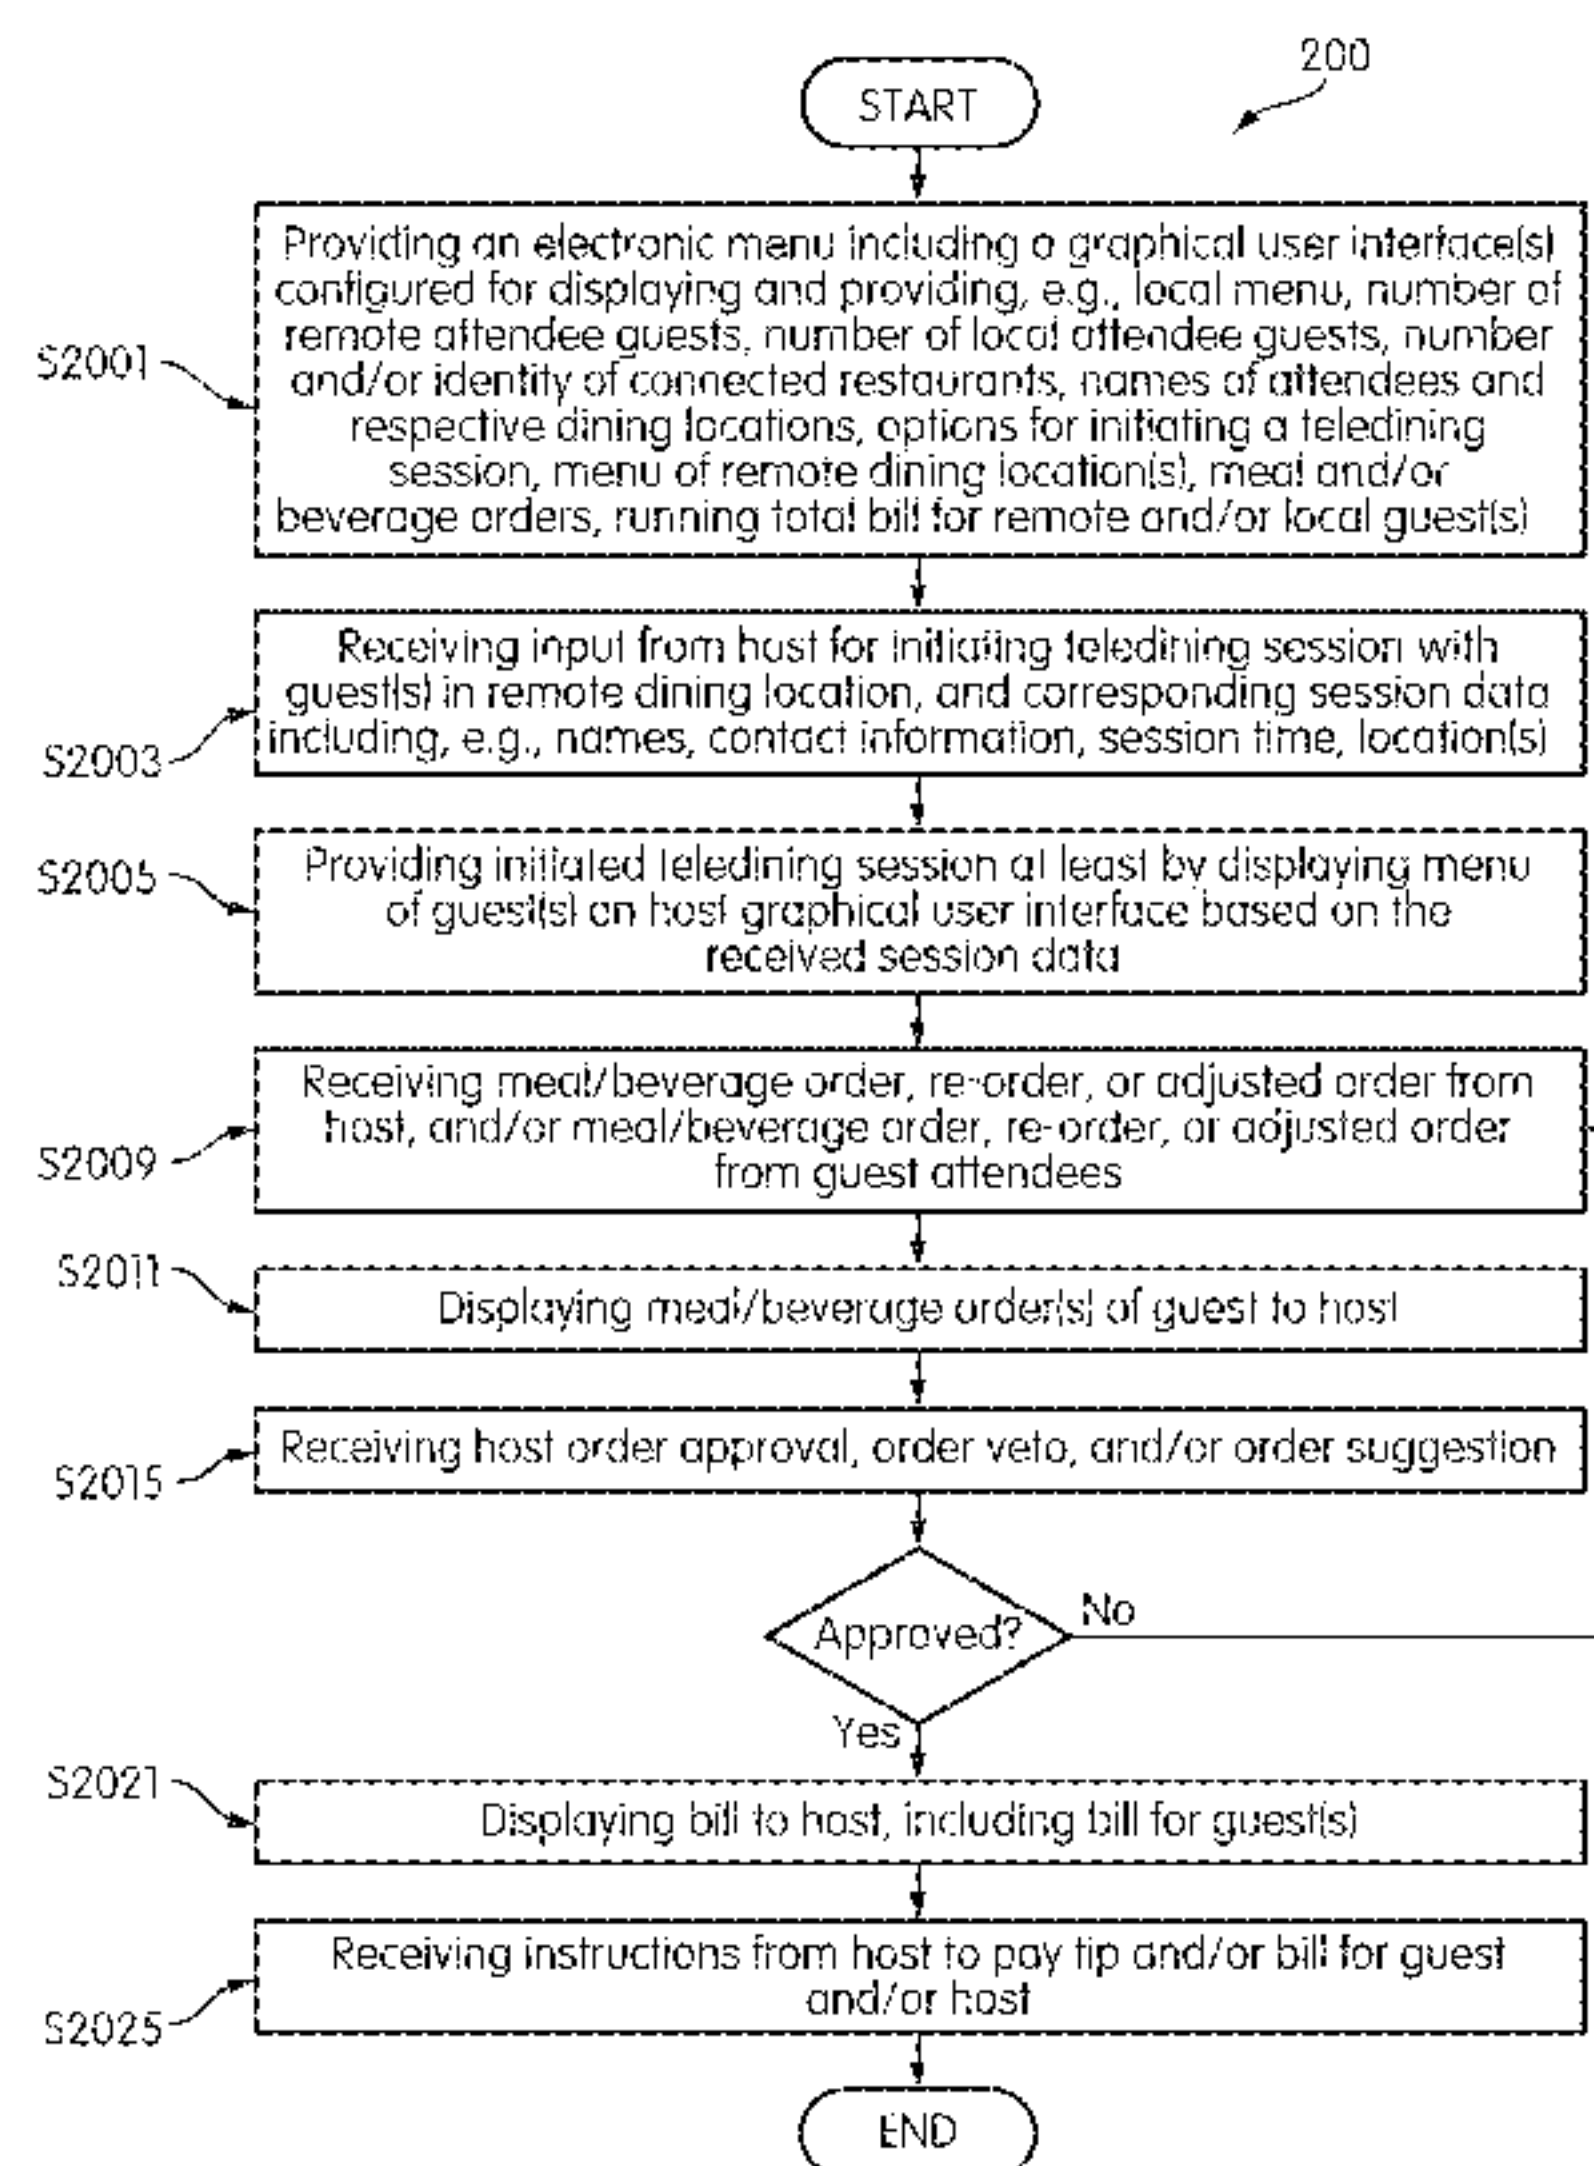 200
START
Providing an electronic menu including a graphical user interface(s)
configured for displaying and providing, e.g., local menu, number of
remote attendee guests, number of local attendee guests, number
and/or identity of connected restaurants, names of attendees and
respective dining locations, options for initiating a teledining
session, menu of remote dining location(s), meal and/or
beverage orders, running total bill for remote and/or local guest(s)
S2001
Receiving input from host for initiating teledining session with
guest(s) in remote dining location, and corresponding session data
including, e.g., names, contact information, session time, location(s)
S2003
S2005
Providing initiated teledining session at least by displaying menu
of guest(s) on host graphical user interface based on the
received session data
Receiving meal/beverage order, re-order, or adjusted order from
host, and/or meal/beverage order, re-order, or adjusted order
from guest attendees
S2009
S2011
Displaying meal/beverage order(s) of guest to host
Receiving host order approval, order veto, and/or order suggestion
S2015
Approved?
No
Yes
S2021
Displaying bill to host, including bill for guest(s)
Receiving instructions from host to pay tip and/or bill for guest
and/or host
S2025
END